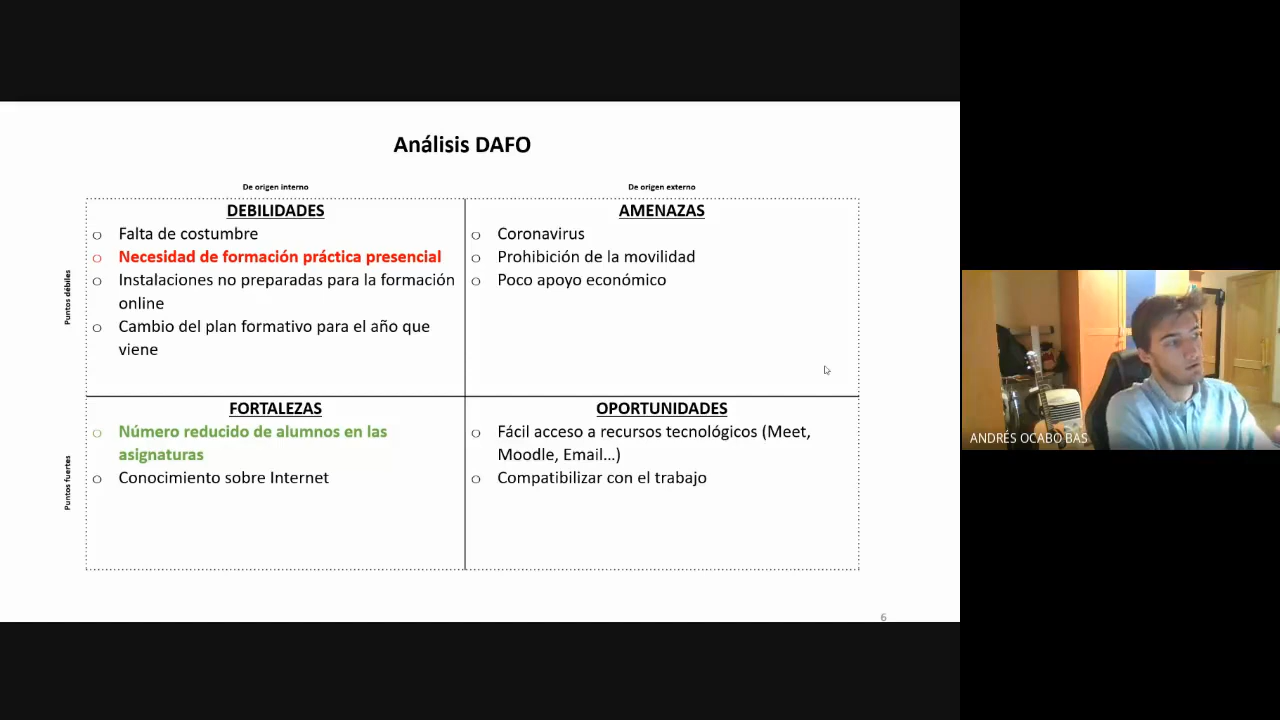 Análisis DAFO
De origen interno
De origen externo
Puntos débiles
DEBILIDADES
o Falta de costumbre
o Necesidad de formación práctica presencial
o Instalaciones no preparadas para la formación
online
o Cambio del plan formativo para el año que
viene
AMENAZAS
o Coronavirus
o Prohibición de la movilidad
o Poco apoyo económico
Puntos fuertes
FORTALEZAS
o Número reducido de alumnos en las
asignaturas
o Conocimiento sobre Internet
OPORTUNIDADES
o Fácil acceso a recursos tecnológicos (Meet,
Moodle, Email...)
o Compatibilizar con el trabajo
6
ANDRÉS OCABO BAS